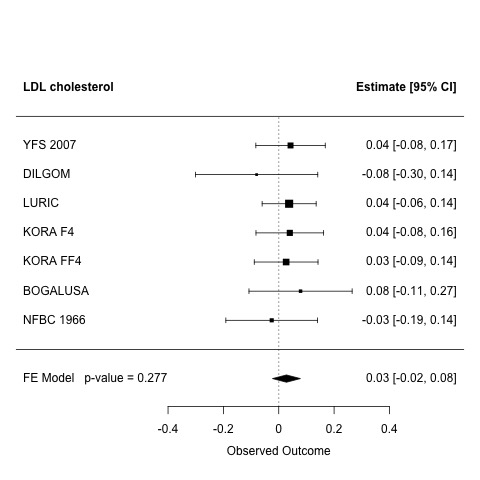 LDL cholesterol Estimate [95% CI]
YFS 2007 0.04 [-0.08, 0.17]
DILGOM -0.08 [-0.30, 0.14]
LURIC 0.04 [-0.06, 0.14]
KORA F4 0.04 [-0.08, 0.16]
KORA FF4 0.03 [-0.09, 0.14]
BOGALUSA 0.08 [-0.11, 0.27]
NFBC 1966 -0.03 [-0.19, 0.14]
FE Model p-value = 0.277 0.03 [-0.02, 0.08]
-0.4 -0.2 0 0.2 0.4
Observed Outcome